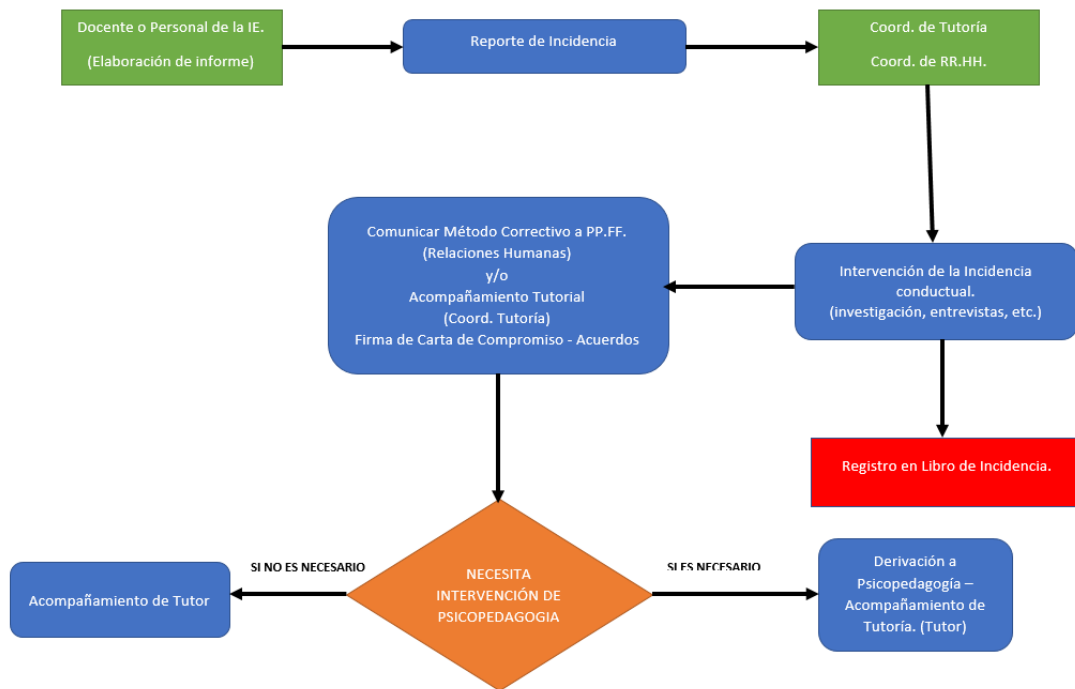 Docente o Personal de la IE.
(Elaboración de informe)
Reporte de Incidencia
Coord. de Tutoría
Coord. de RR.HH.
Comunicar Método Correctivo a PP.FF.
(Relaciones Humanas)
y/o
Acompañamiento Tutorial
(Coord. Tutoría)
Firma de Carta de Compromiso - Acuerdos
Intervención de la Incidencia
conductual.
(investigación, entrevistas, etc.)
Registro en Libro de Incidencia.
SI NO ES NECESARIO
SI ES NECESARIO
Acompañamiento de Tutor
NECESITA
INTERVENCIÓN DE
PSICOPEDAGOGIA
Derivación a
Psicopedagogía –
Acompañamiento de
Tutoría. (Tutor)